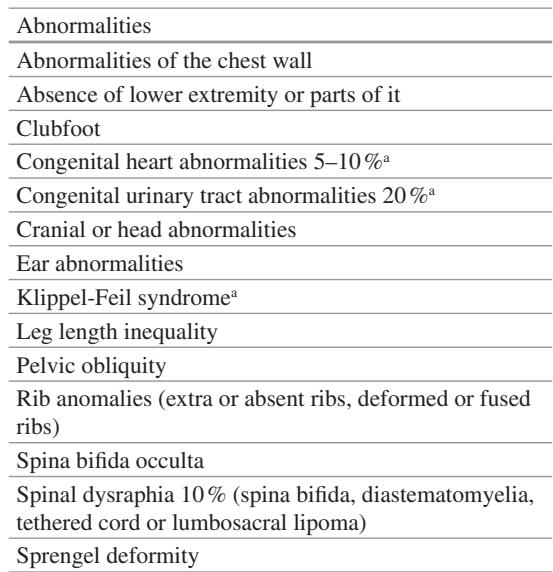 Abnormalities
Abnormalities of the chest wall
Absence of lower extremity or parts of it
Clubfoot
Congenital heart abnormalities 5–10 %ᵃ
Congenital urinary tract abnormalities 20 %ᵃ
Cranial or head abnormalities
Ear abnormalities
Klippel-Feil syndromeᵃ
Leg length inequality
Pelvic obliquity
Rib anomalies (extra or absent ribs, deformed or fused
ribs)
Spina bifida occulta
Spinal dysraphia 10 % (spina bifida, diastematomyelia,
tethered cord or lumbosacral lipoma)
Sprengel deformity